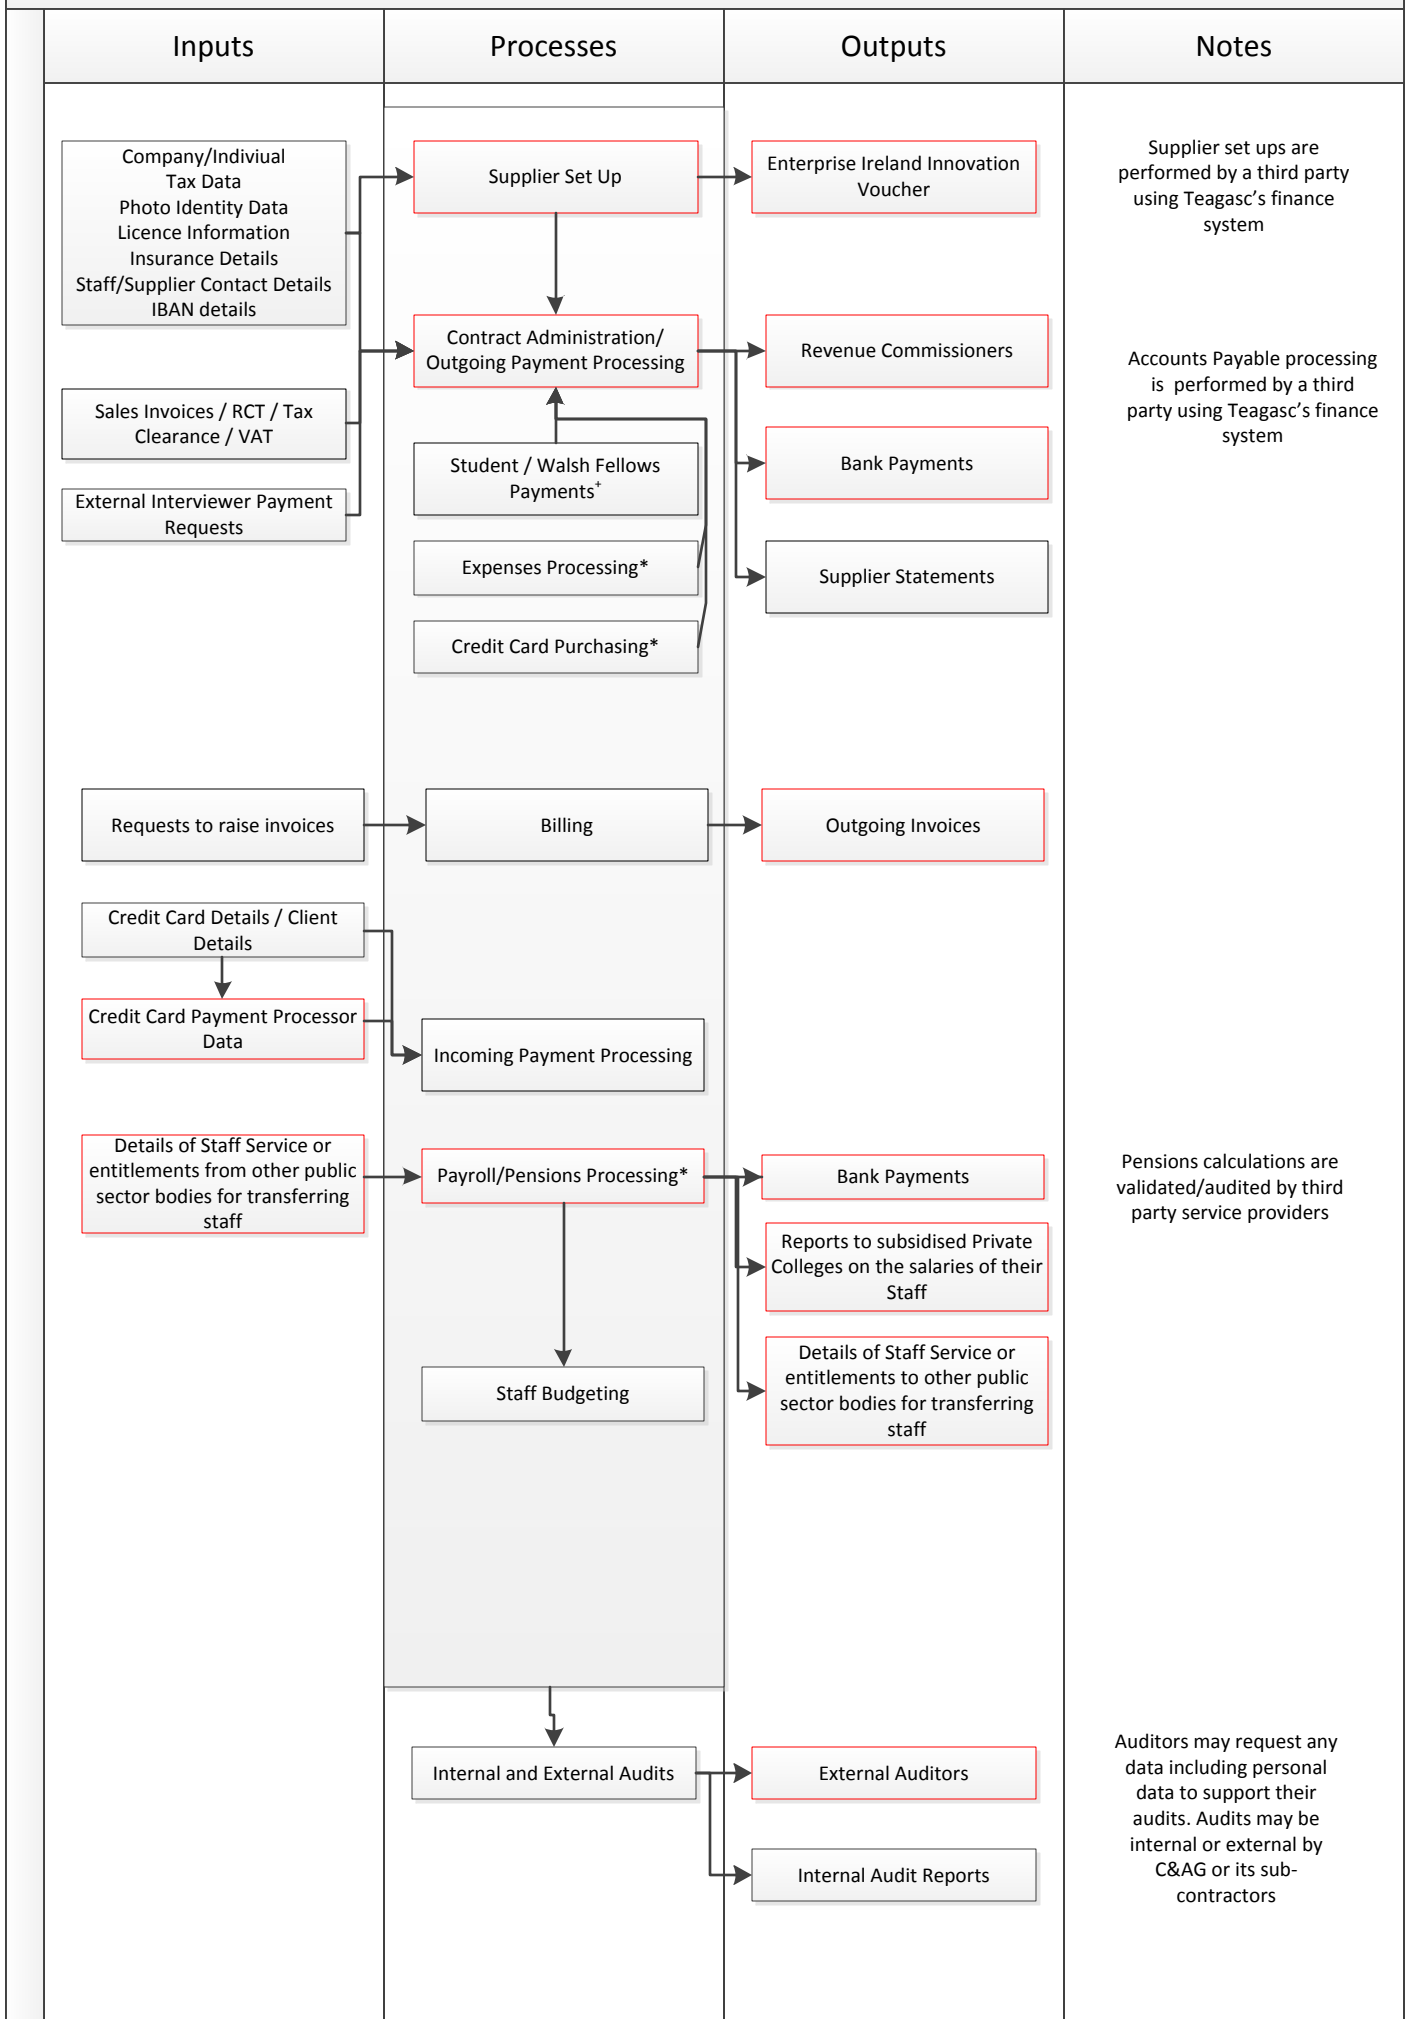 Inputs
Processes
Outputs
Notes
Company/Indiviual
Tax Data
Photo Identity Data
Licence Information
Insurance Details
Staff/Supplier Contact Details
IBAN details
Supplier Set Up
Enterprise Ireland Innovation
Voucher
Supplier set ups are
performed by a third party
using Teagasc’s finance
system
Contract Administration/
Outgoing Payment Processing
Revenue Commissioners
Accounts Payable processing
is performed by a third
party using Teagasc’s finance
system
Sales Invoices / RCT / Tax
Clearance / VAT
Student / Walsh Fellows
Payments+
Bank Payments
External Interviewer Payment
Requests
Expenses Processing*
Supplier Statements
Credit Card Purchasing*
Requests to raise invoices
Billing
Outgoing Invoices
Credit Card Details / Client
Details
Credit Card Payment Processor
Data
Incoming Payment Processing
Details of Staff Service or
entitlements from other public
sector bodies for transferring
staff
Payroll/Pensions Processing*
Bank Payments
Pensions calculations are
validated/audited by third
party service providers
Reports to subsidised Private
Colleges on the salaries of their
Staff
Details of Staff Service or
entitlements to other public
sector bodies for transferring
staff
Staff Budgeting
Internal and External Audits
External Auditors
Auditors may request any
data including personal
data to support their
audits. Audits may be
internal or external by
C&AG or its sub-
contractors
Internal Audit Reports